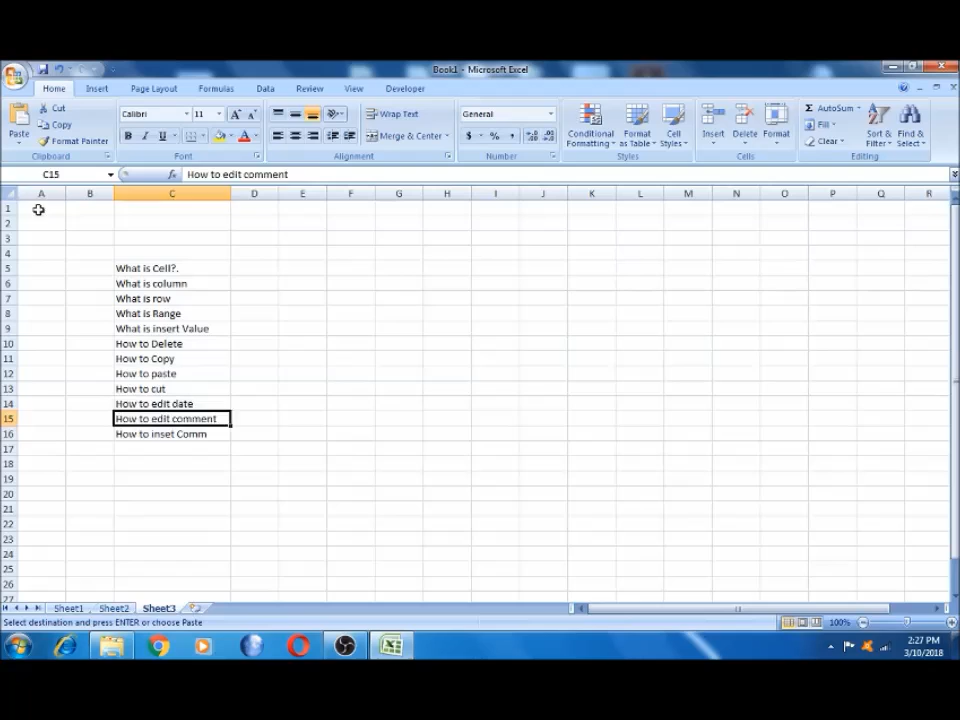 Book1 - Microsoft Excel
Home Insert Page Layout Formulas Data Review View Developer
Paste Cut Copy Format Painter Clipboard
Calibri 11 A A B I U A Font
Wrap Text Merge & Center Alignment
General $ % , Number
Conditional Formatting Format as Table Cell Styles Styles
Insert Delete Format Cells
Σ AutoSum Fill Clear Sort & Filter Find & Select Editing
C15 fx How to edit comment
A B C D E F G H I J K L M N O P Q R
1
2
3
4
5 What is Cell?.
6 What is column
7 What is row
8 What is Range
9 What is insert Value
10 How to Delete
11 How to Copy
12 How to paste
13 How to cut
14 How to edit date
15 How to edit comment
16 How to inset Comm
17
18
19
20
21
22
23
24
25
26
27
Sheet1 Sheet2 Sheet3
Select destination and press ENTER or choose Paste 100%
2:27 PM
3/10/2018